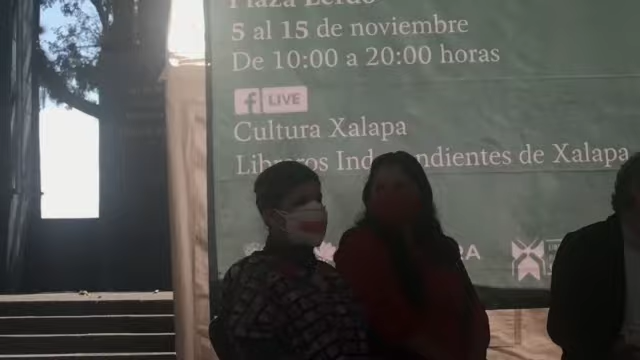 Plaza Lerdo
5 al 15 de noviembre
De 10:00 a 20:00 horas
f LIVE
Cultura Xalapa
Libreros Independientes de Xalapa